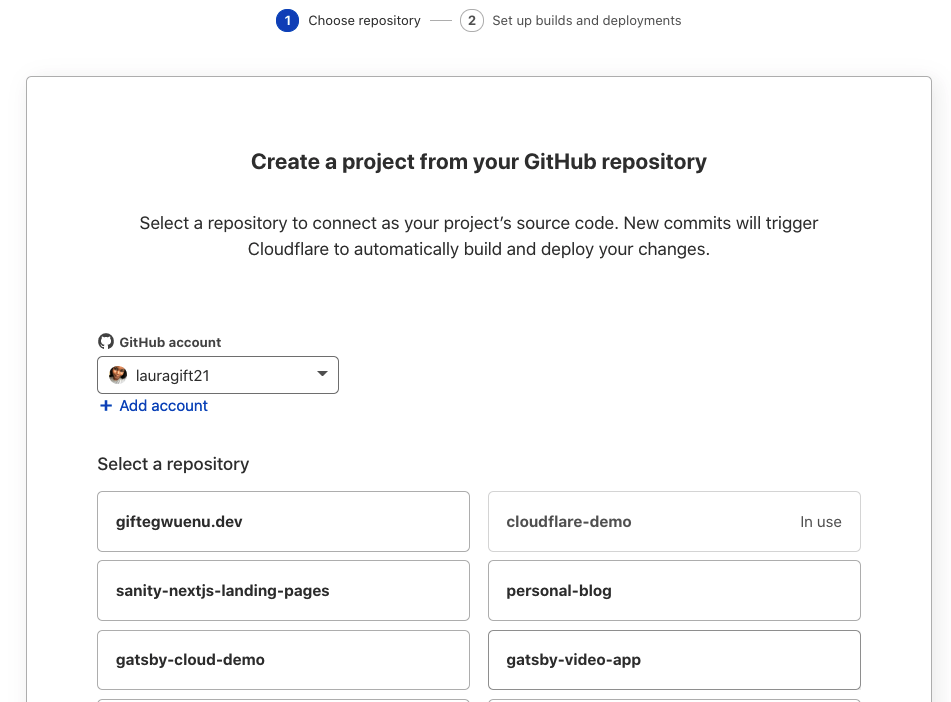 1 Choose repository 2 Set up builds and deployments
Create a project from your GitHub repository
Select a repository to connect as your project’s source code. New commits will trigger
Cloudflare to automatically build and deploy your changes.
GitHub account
lauragift21
+ Add account
Select a repository
giftegwuenu.dev
cloudflare-demo In use
sanity-nextjs-landing-pages
personal-blog
gatsby-cloud-demo
gatsby-video-app